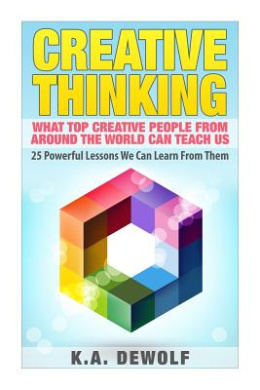 CREATIVE
THINKING
WHAT TOP CREATIVE PEOPLE FROM
AROUND THE WORLD CAN TEACH US
25 Powerful Lessons We Can Learn From Them
K.A. DEWOLF